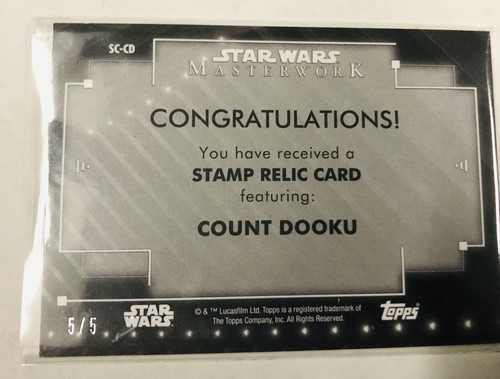 SC-CD
STAR WARS
MASTERWORK
CONGRATULATIONS!
You have received a
STAMP RELIC CARD
featuring:
COUNT DOOKU
5/5
STAR
WARS
© & ™ Lucasfilm Ltd. Topps is a registered trademark of
The Topps Company, Inc. All Rights Reserved.
topps